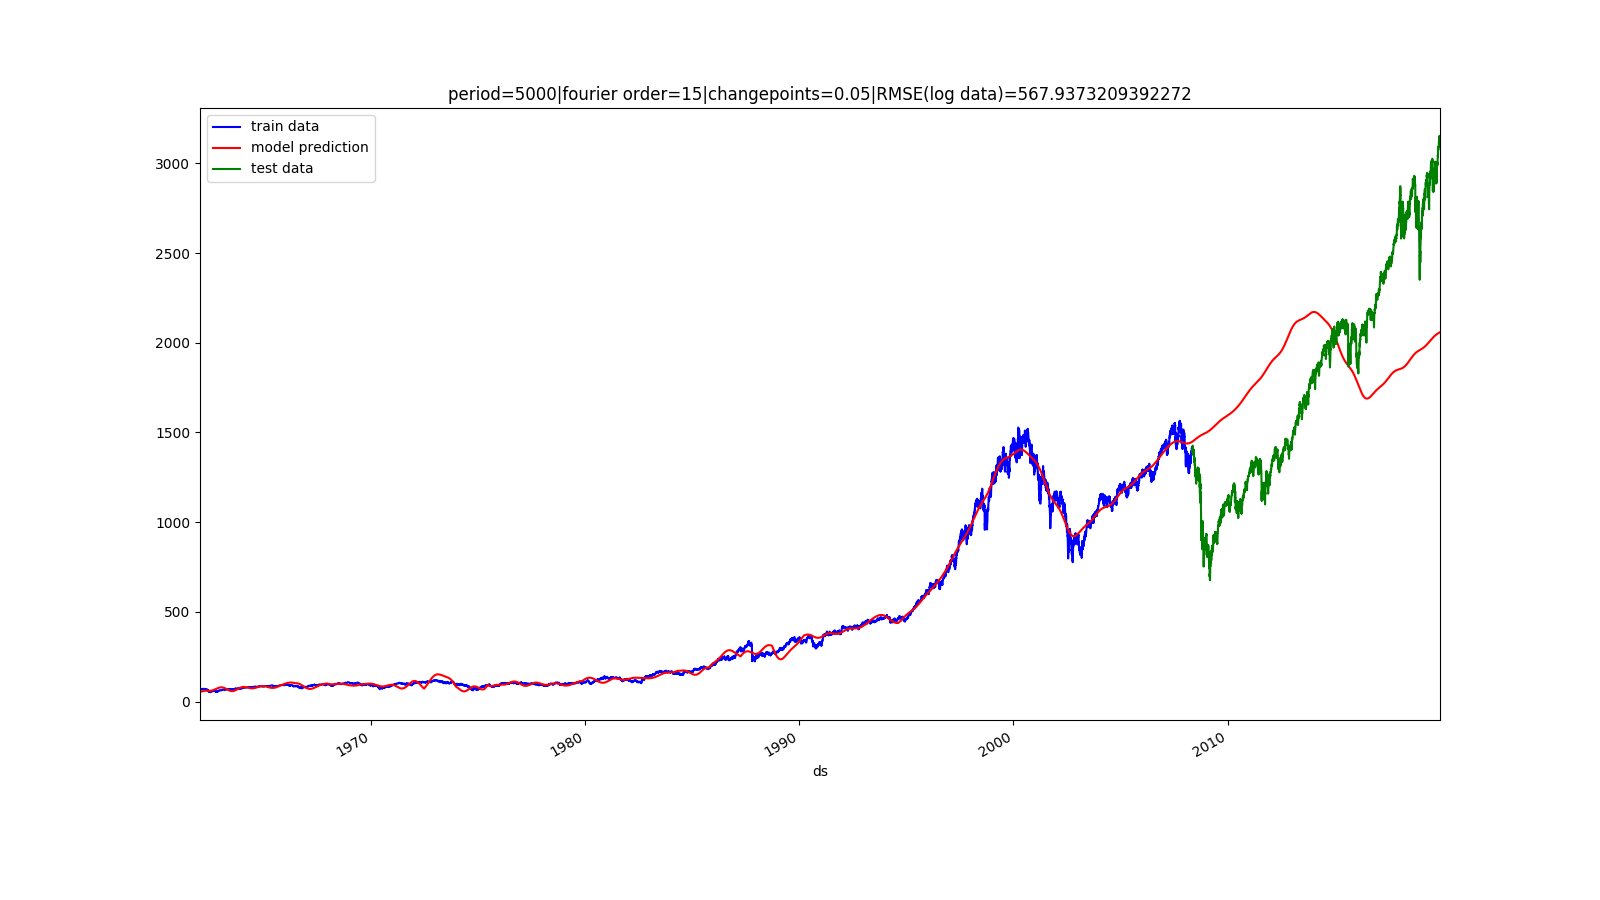 period=5000|fourier order=15|changepoints=0.05|RMSE(log data)=567.9373209392272
train data
model prediction
test data
3000
2500
2000
1500
1000
500
0
1970
1980
1990
2000
2010
ds